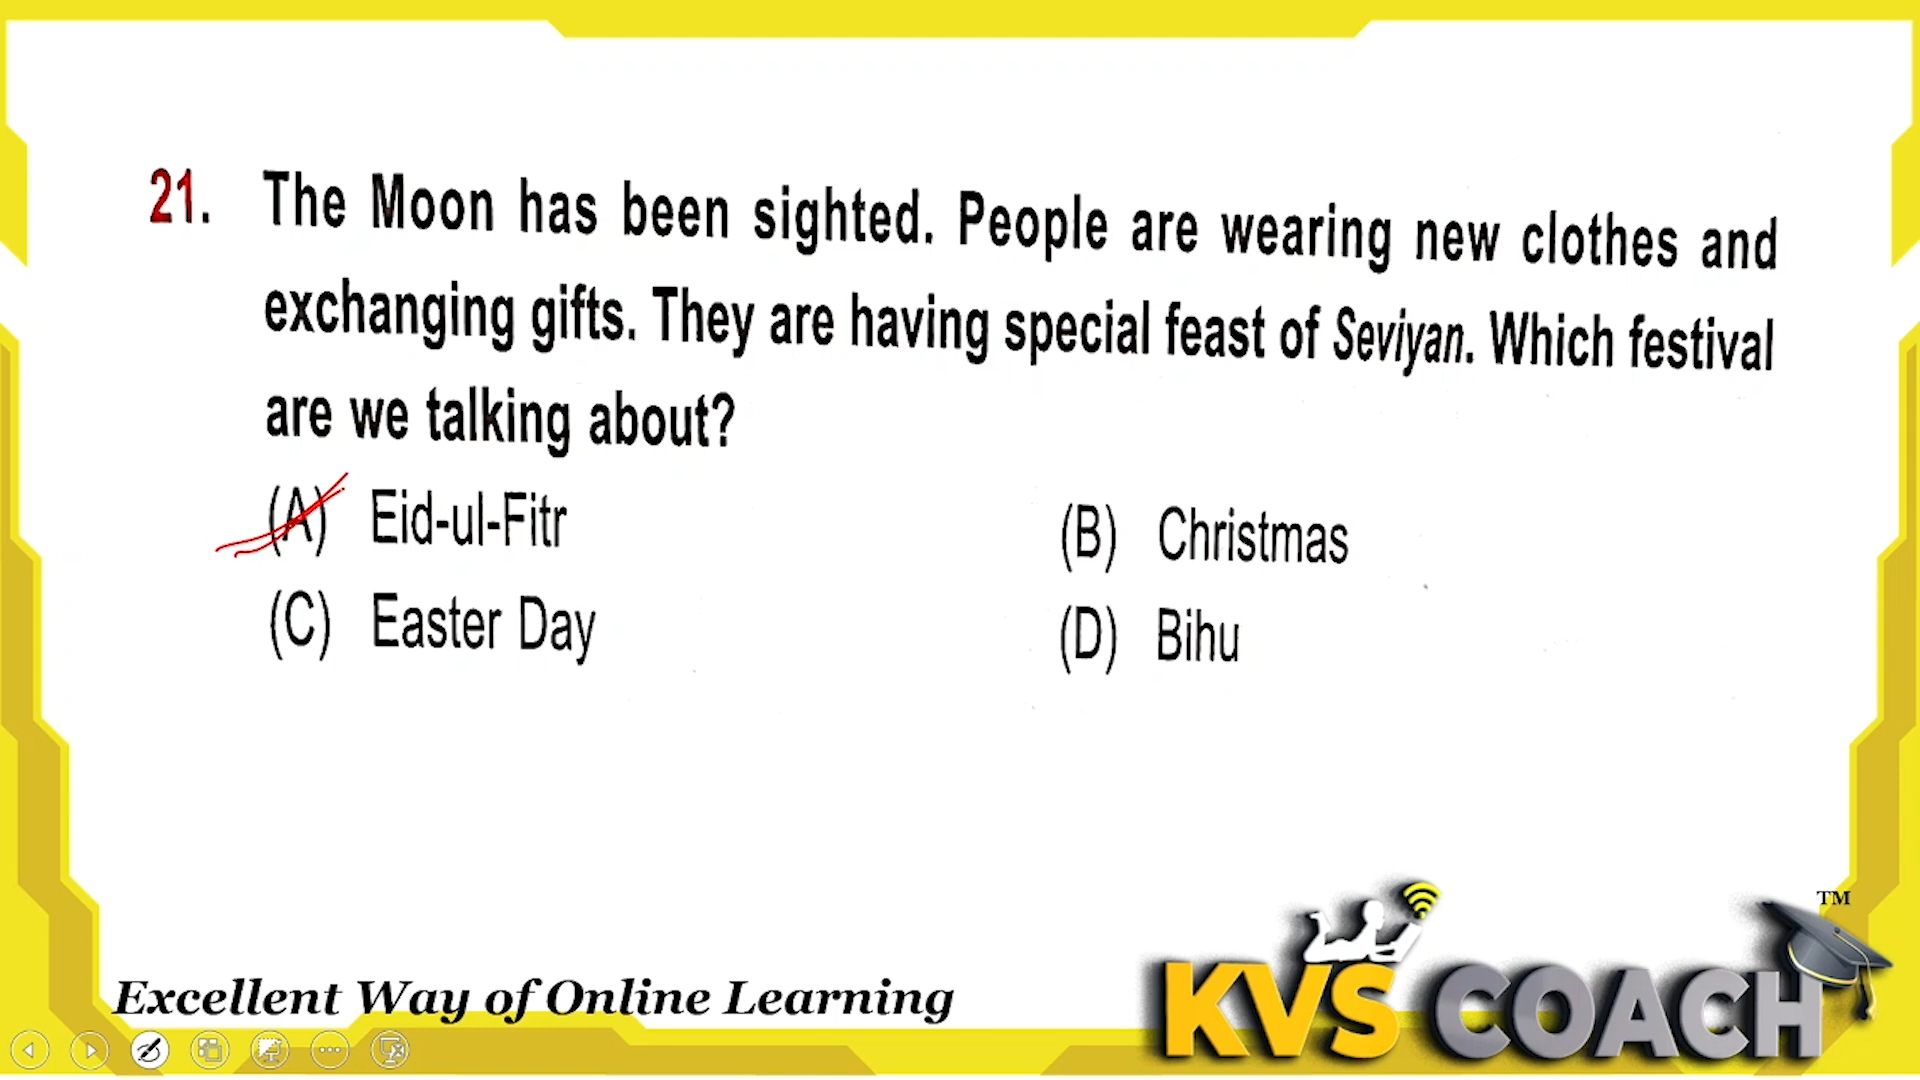 21. The Moon has been sighted. People are wearing new clothes and
exchanging gifts. They are having special feast of Seviyan. Which festival
are we talking about?
(A) Eid-ul-Fitr
(B) Christmas
(C) Easter Day
(D) Bihu
Excellent Way of Online Learning
KVS COACH
TM